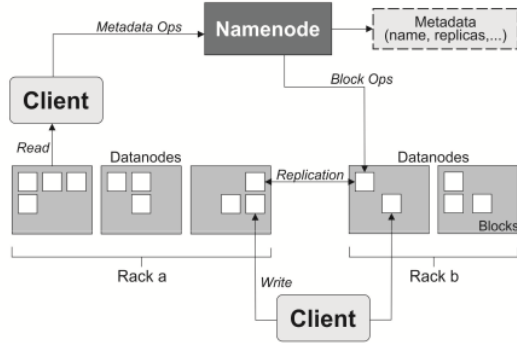 Metadata Ops
Namenode
Metadata
(name, replicas,...)
Block Ops
Client
Read
Datanodes
Replication
Datanodes
Blocks
Rack a
Rack b
Write
Client